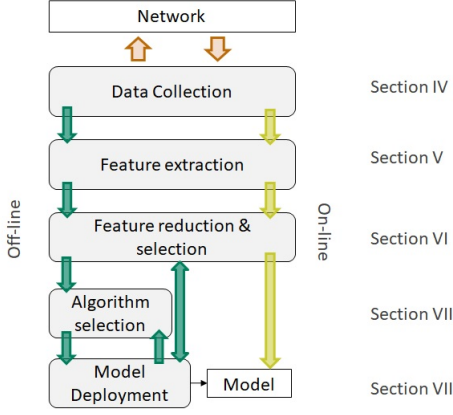 Network
Data Collection
Section IV
Feature extraction
Section V
Off-line
Feature reduction &
selection
On-line
Section VI
Algorithm
selection
Section VII
Model
Deployment
Model
Section VII